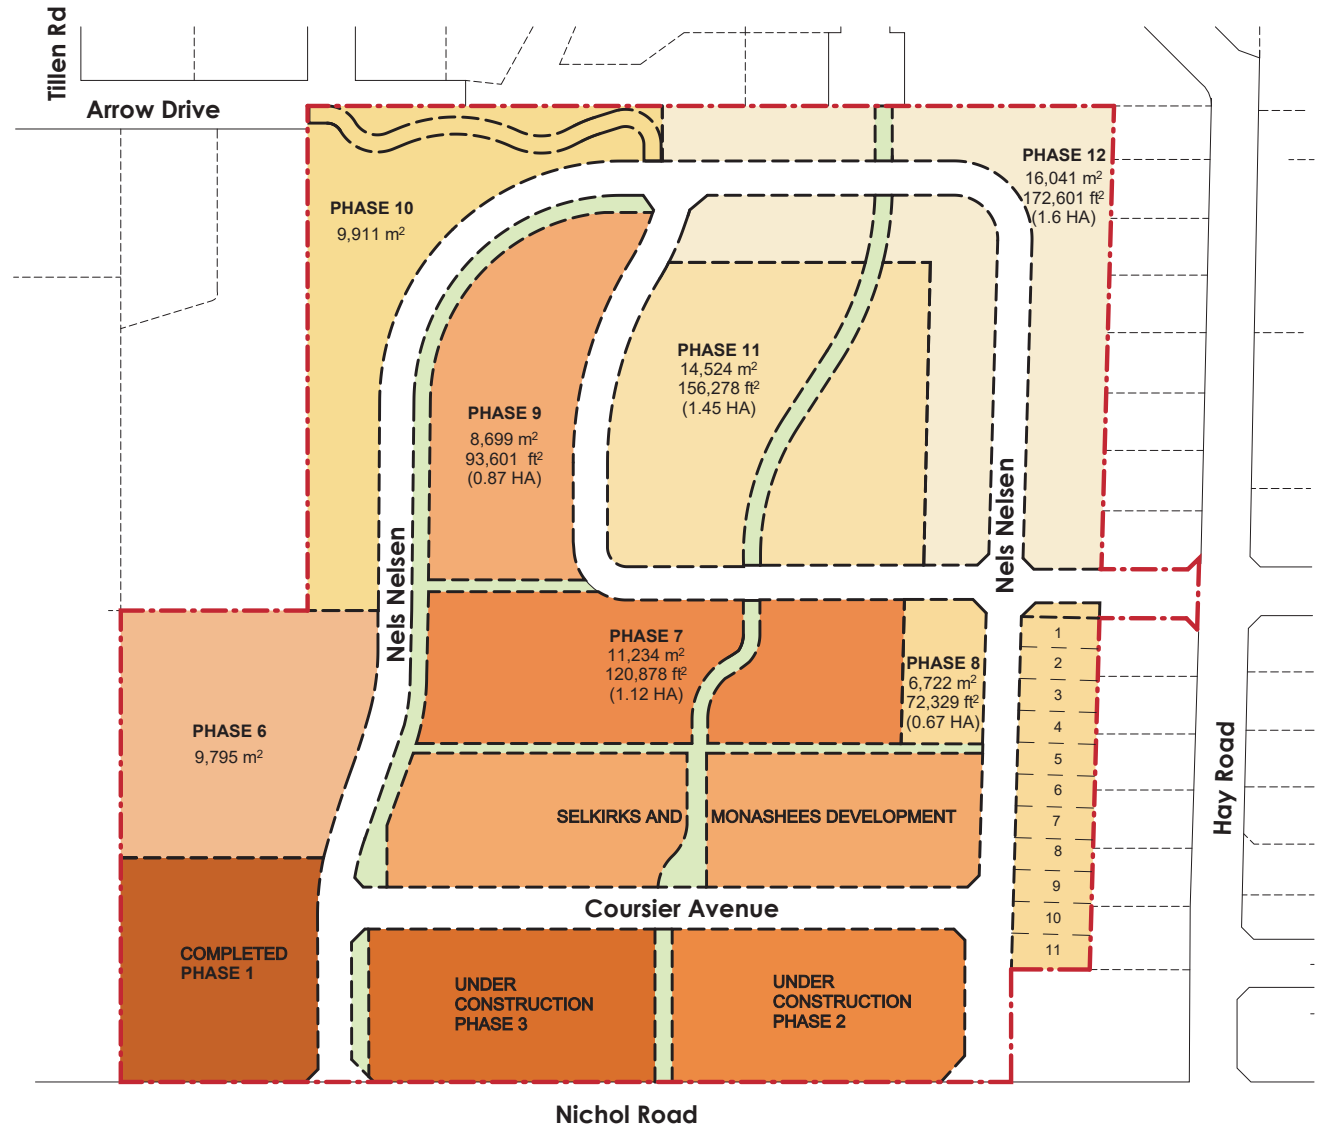 Tillen Rd
Arrow Drive
PHASE 12
16,041 m²
172,601 ft²
(1.6 HA)
PHASE 10
9,911 m²
PHASE 11
14,524 m²
156,278 ft²
(1.45 HA)
PHASE 9
8,699 m²
93,601 ft²
(0.87 HA)
Nels Nelsen
Nels Nelsen
PHASE 7
11,234 m²
120,878 ft²
(1.12 HA)
PHASE 8
6,722 m²
72,329 ft²
(0.67 HA)
1
2
3
4
5
6
7
8
9
10
11
PHASE 6
9,795 m²
Hay Road
SELKIRKS AND MONASHEES DEVELOPMENT
Coursier Avenue
COMPLETED
PHASE 1
UNDER
CONSTRUCTION
PHASE 3
UNDER
CONSTRUCTION
PHASE 2
Nichol Road